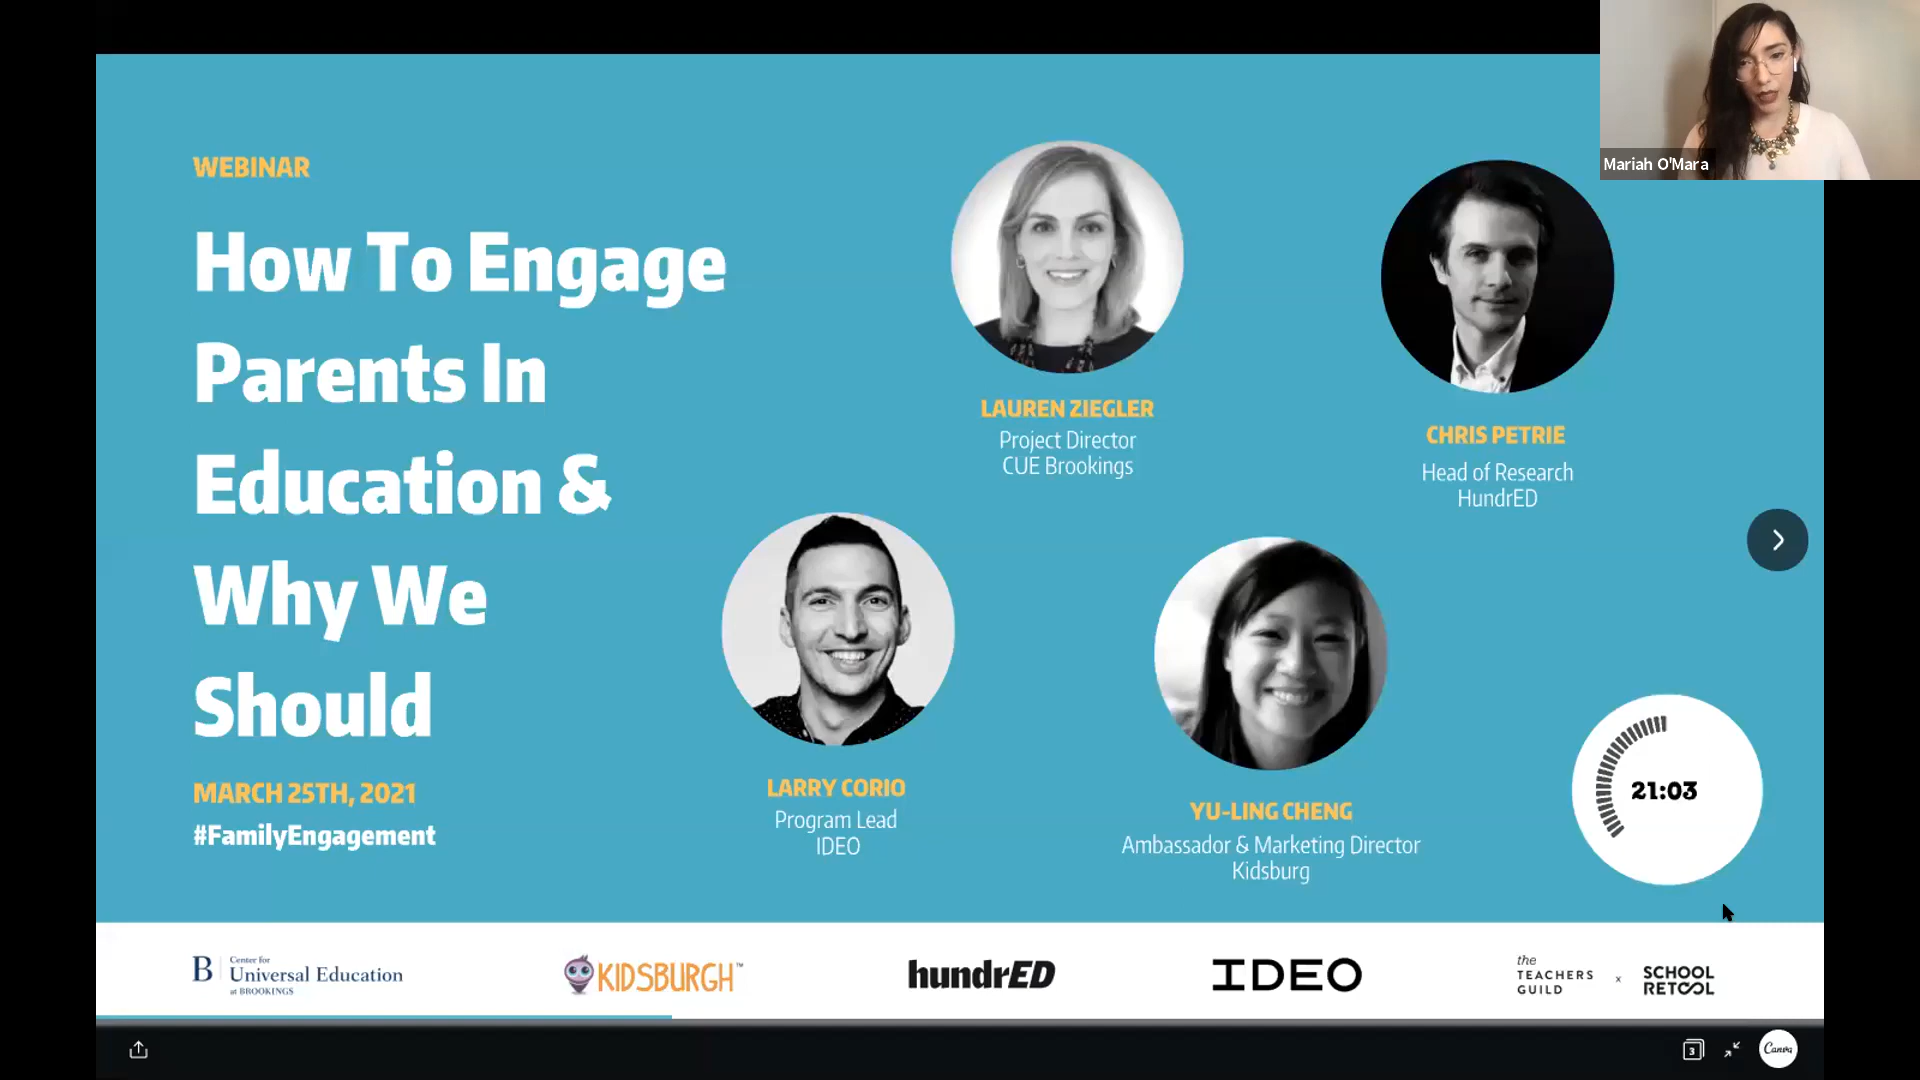 Mariah O'Mara
WEBINAR
How To Engage
Parents In
Education &
Why We
Should
MARCH 25TH, 2021
#FamilyEngagement
LAUREN ZIEGLER
Project Director
CUE Brookings
CHRIS PETRIE
Head of Research
HundrED
LARRY CORIO
Program Lead
IDEO
YU-LING CHENG
Ambassador & Marketing Director
Kidsburg
21:03
B
Center for
Universal Education
at BROOKINGS
KIDSBURGH™
hundrED
IDEO
the
TEACHERS
GUILD
x
SCHOOL
RETOOL
3
Canva